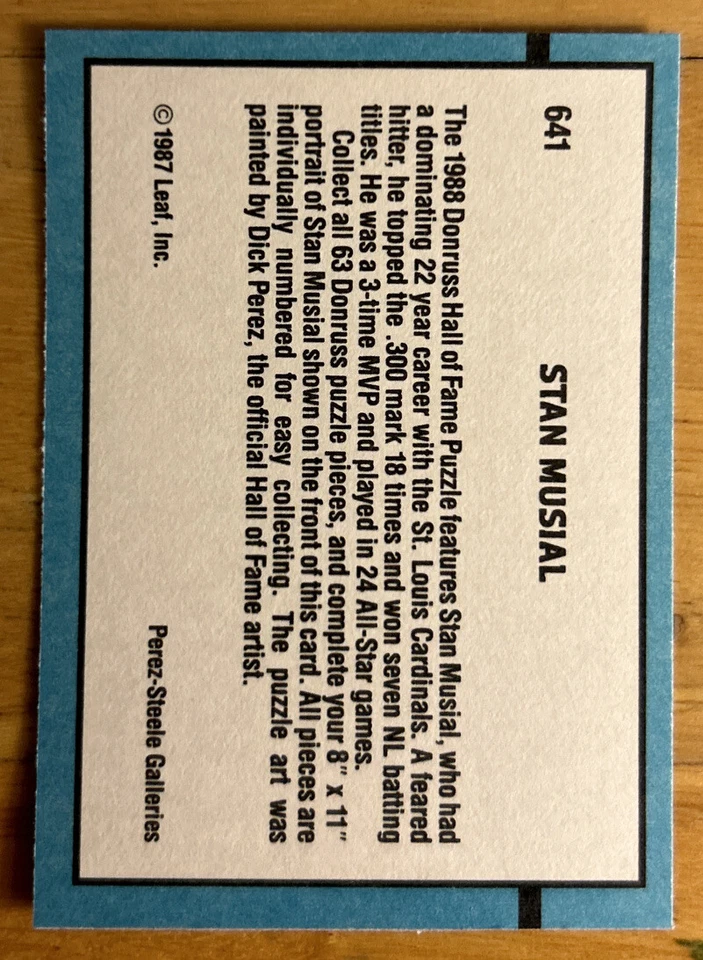 641
STAN MUSIAL
The 1988 Donruss Hall of Fame Puzzle features Stan Musial, who had
a dominating 22 year career with the St. Louis Cardinals. A feared
hitter, he topped the .300 mark 18 times and won seven NL batting
titles. He was a 3-time MVP and played in 24 All-Star games.
Collect all 63 Donruss puzzle pieces, and complete your 8" x 11"
portrait of Stan Musial shown on the front of this card. All pieces are
individually numbered for easy collecting. The puzzle art was
painted by Dick Perez, the official Hall of Fame artist.
© 1987 Leaf, Inc. Perez-Steele Galleries